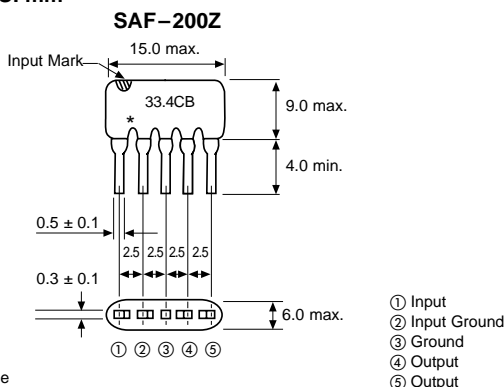 SAF–200Z
15.0 max.
Input Mark
33.4CB
*
9.0 max.
4.0 min.
0.5 ± 0.1
2.5 2.5 2.5 2.5
0.3 ± 0.1
6.0 max.
① ② ③ ④ ⑤
① Input
② Input Ground
③ Ground
④ Output
⑤ Output